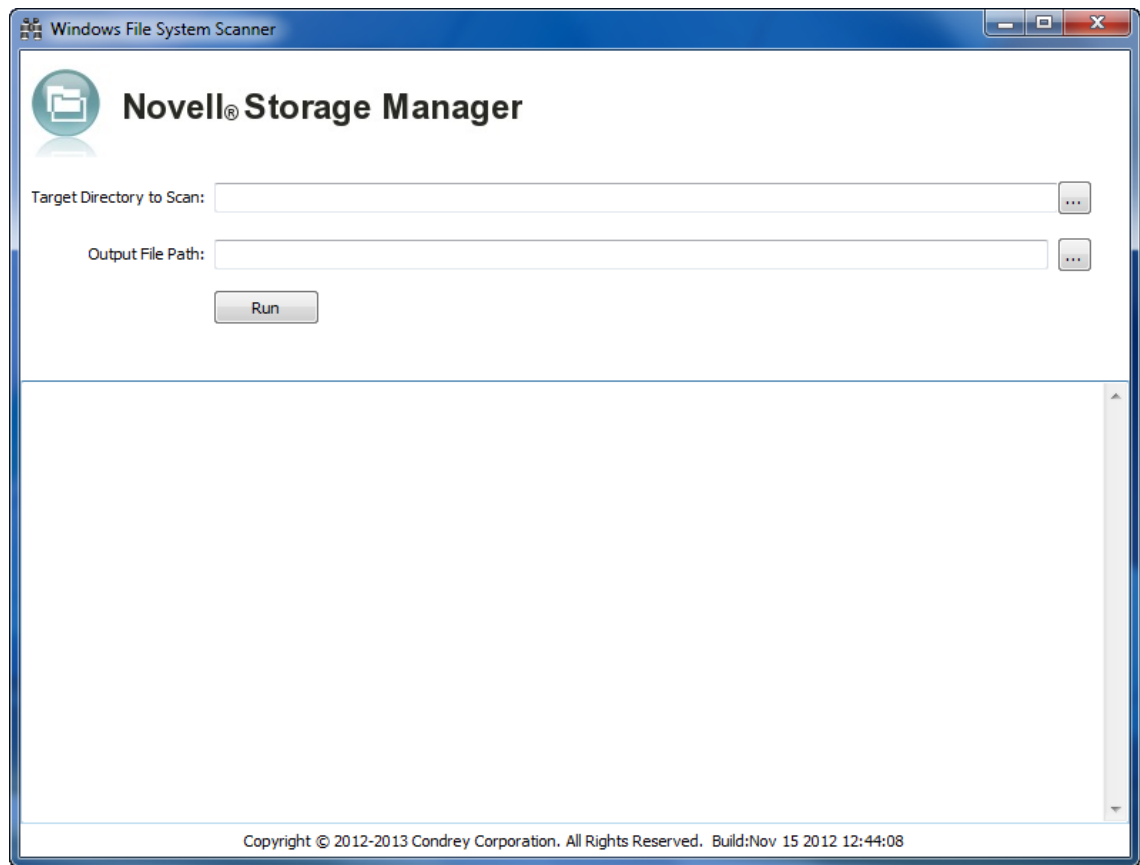 Windows File System Scanner
Novell® Storage Manager
Target Directory to Scan:
...
Output File Path:
...
Run
Copyright © 2012-2013 Condrey Corporation. All Rights Reserved. Build:Nov 15 2012 12:44:08